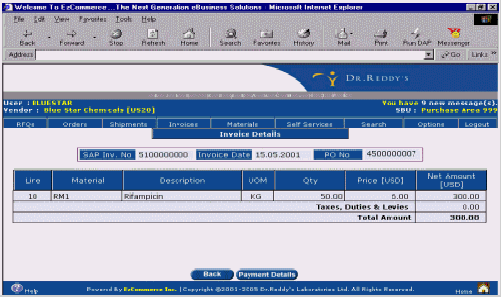 Welcome To EzCommerce...The Next Generation eBusiness Solutions - Microsoft Internet Explorer
File Edit View Favorites Tools Help
Back Forward Stop Refresh Home Search Favorites History Mail Print Run DAP Messenger
Address Go Links »
DR.REDDY'S
LIFE RESEARCH HOPE
User : BLUESTAR You have 9 new message(s).
Vendor : Blue Star Chemicals [US20] SBU : Purchase Area 999
RFQs Orders Shipments Invoices Materials Self Services Search Options Logout
Invoice Details
SAP Inv. No 5100000000 Invoice Date 15.05.2001 PO No 4500000007
Line Material Description UOM Qty Price [USD] Net Amount [USD]
10 RM1 Rifampicin KG 50.00 6.00 300.00
Taxes, Duties & Levies 0.00
Total Amount 300.00
Back Payment Details
Help Powered By EzCommerce Inc. | Copyright ©2001-2005 Dr.Reddy's Laboratories Ltd. All Rights Reserved. Home